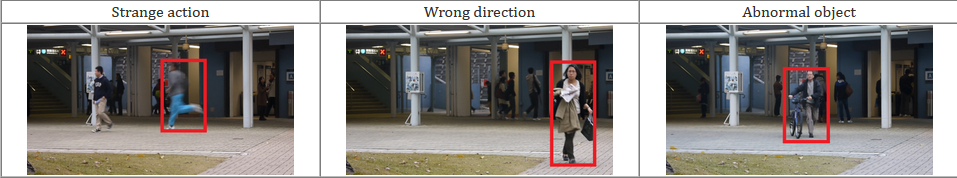 Strange action
Wrong direction
Abnormal object